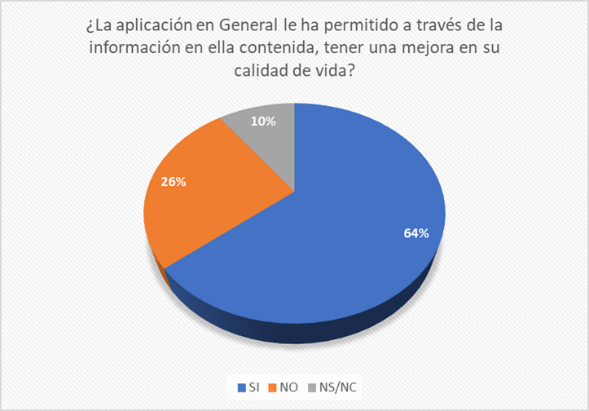 ¿La aplicación en General le ha permitido a través de la
información en ella contenida, tener una mejora en su
calidad de vida?
10%
26%
64%
SI NO NS/NC